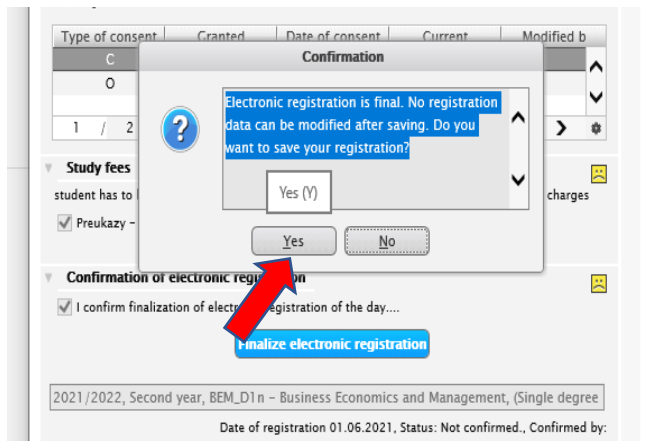 Type of consent Granted Date of consent Current Modified b
Confirmation
C
O
Electronic registration is final. No registration
data can be modified after saving. Do you
want to save your registration?
1 / 2
Yes (Y)
Study fees
student has to charges
Preukazy –
Yes No
Confirmation of electronic
I confirm finalization of electronic registration of the day....
Finalize electronic registration
2021/2022, Second year, BEM_D1n – Business Economics and Management, (Single degree
Date of registration 01.06.2021, Status: Not confirmed., Confirmed by: